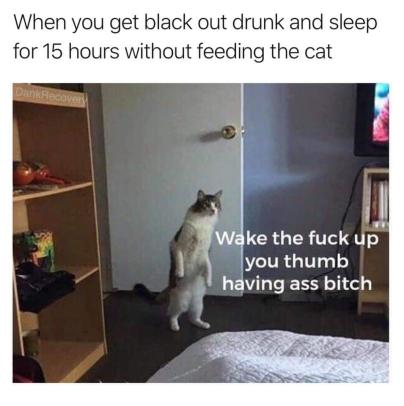 When you get black out drunk and sleep
for 15 hours without feeding the cat
DankRecovery
Wake the fuck up
you thumb
having ass bitch